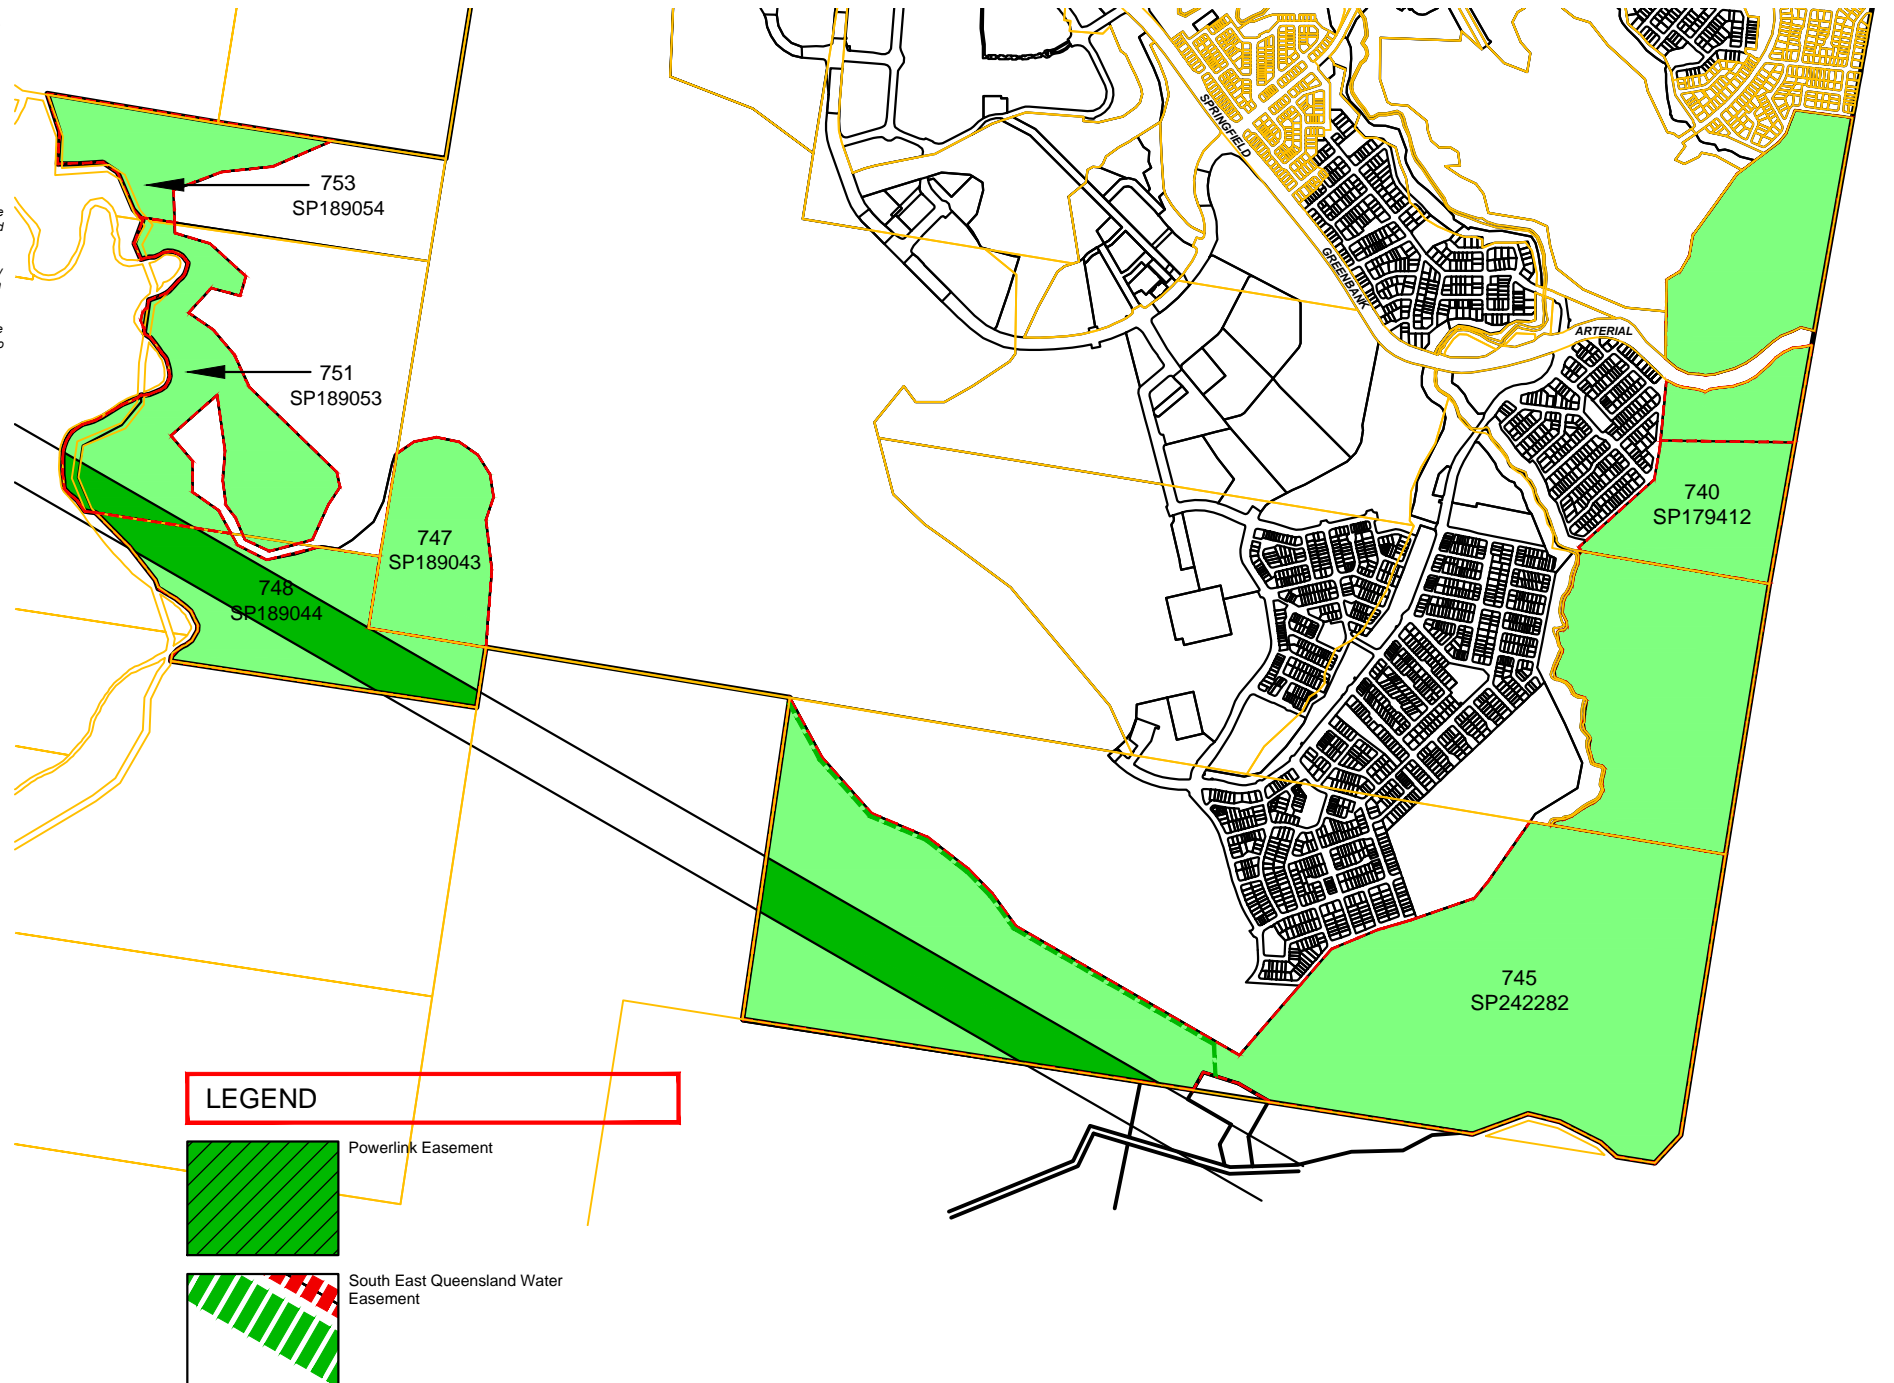 753
SP189054
751
SP189053
747
SP189043
748
SP189044
SPRINGFIELD
GREENBANK
ARTERIAL
740
SP179412
745
SP242282
LEGEND
Powerlink Easement
South East Queensland Water
Easement